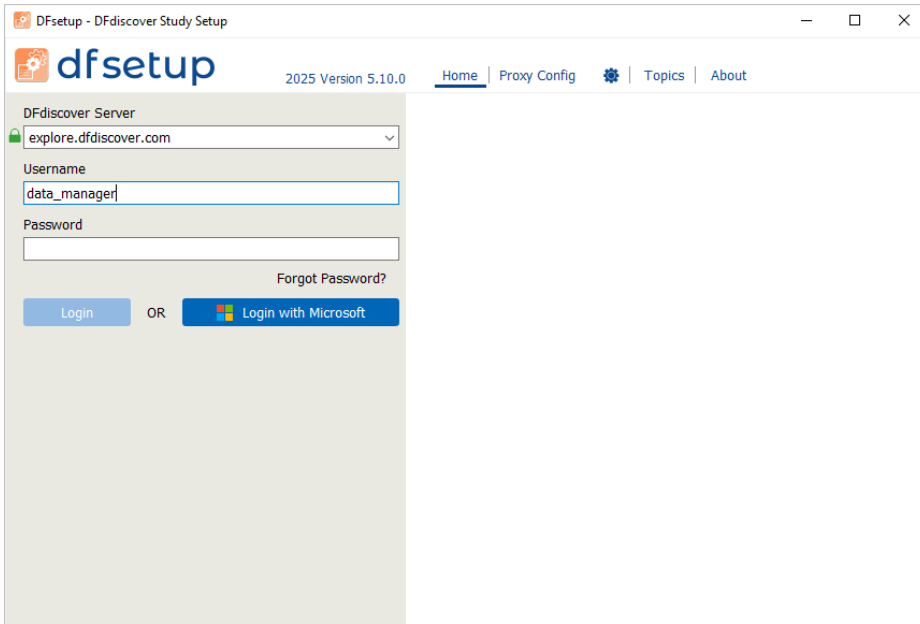 DFsetup - DFdiscover Study Setup
dfsetup
2025 Version 5.10.0
Home
Proxy Config
Topics
About
DFdiscover Server
explore.dfdiscover.com
Username
data_manager
Password
Forgot Password?
Login
OR
Login with Microsoft